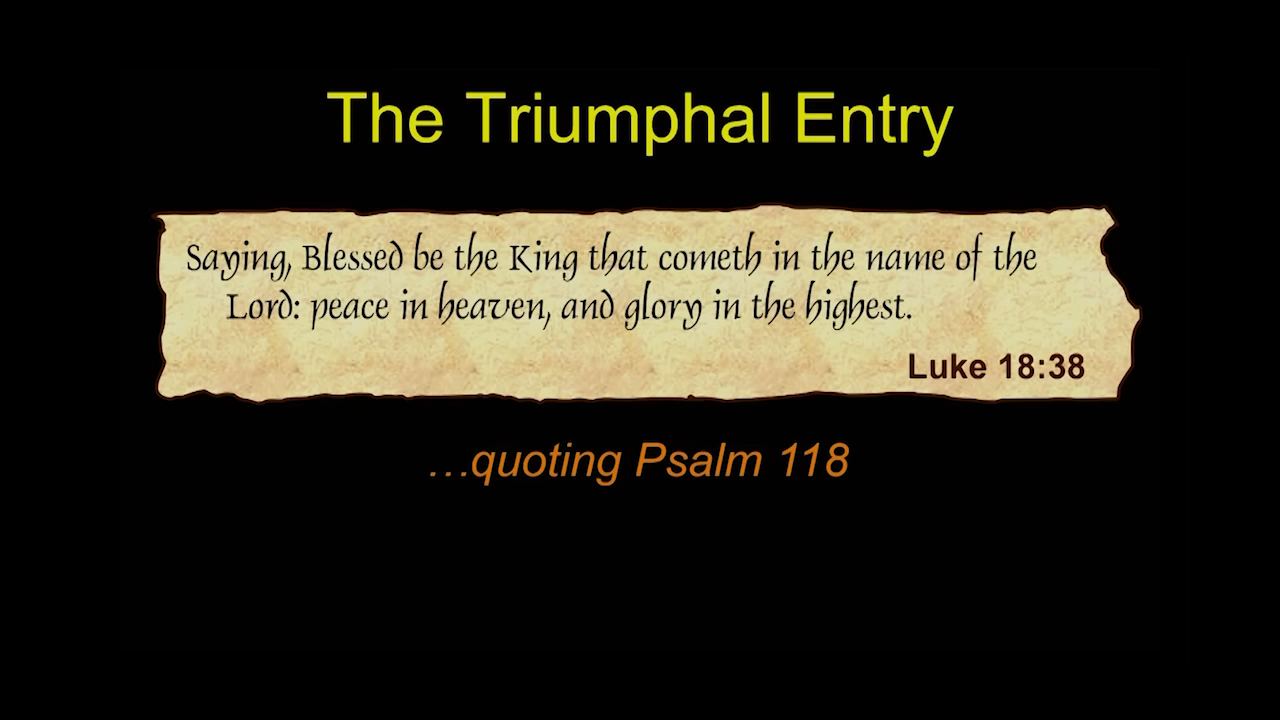 The Triumphal Entry
Saying, Blessed be the King that cometh in the name of the
Lord: peace in heaven, and glory in the highest.
Luke 18:38
…quoting Psalm 118